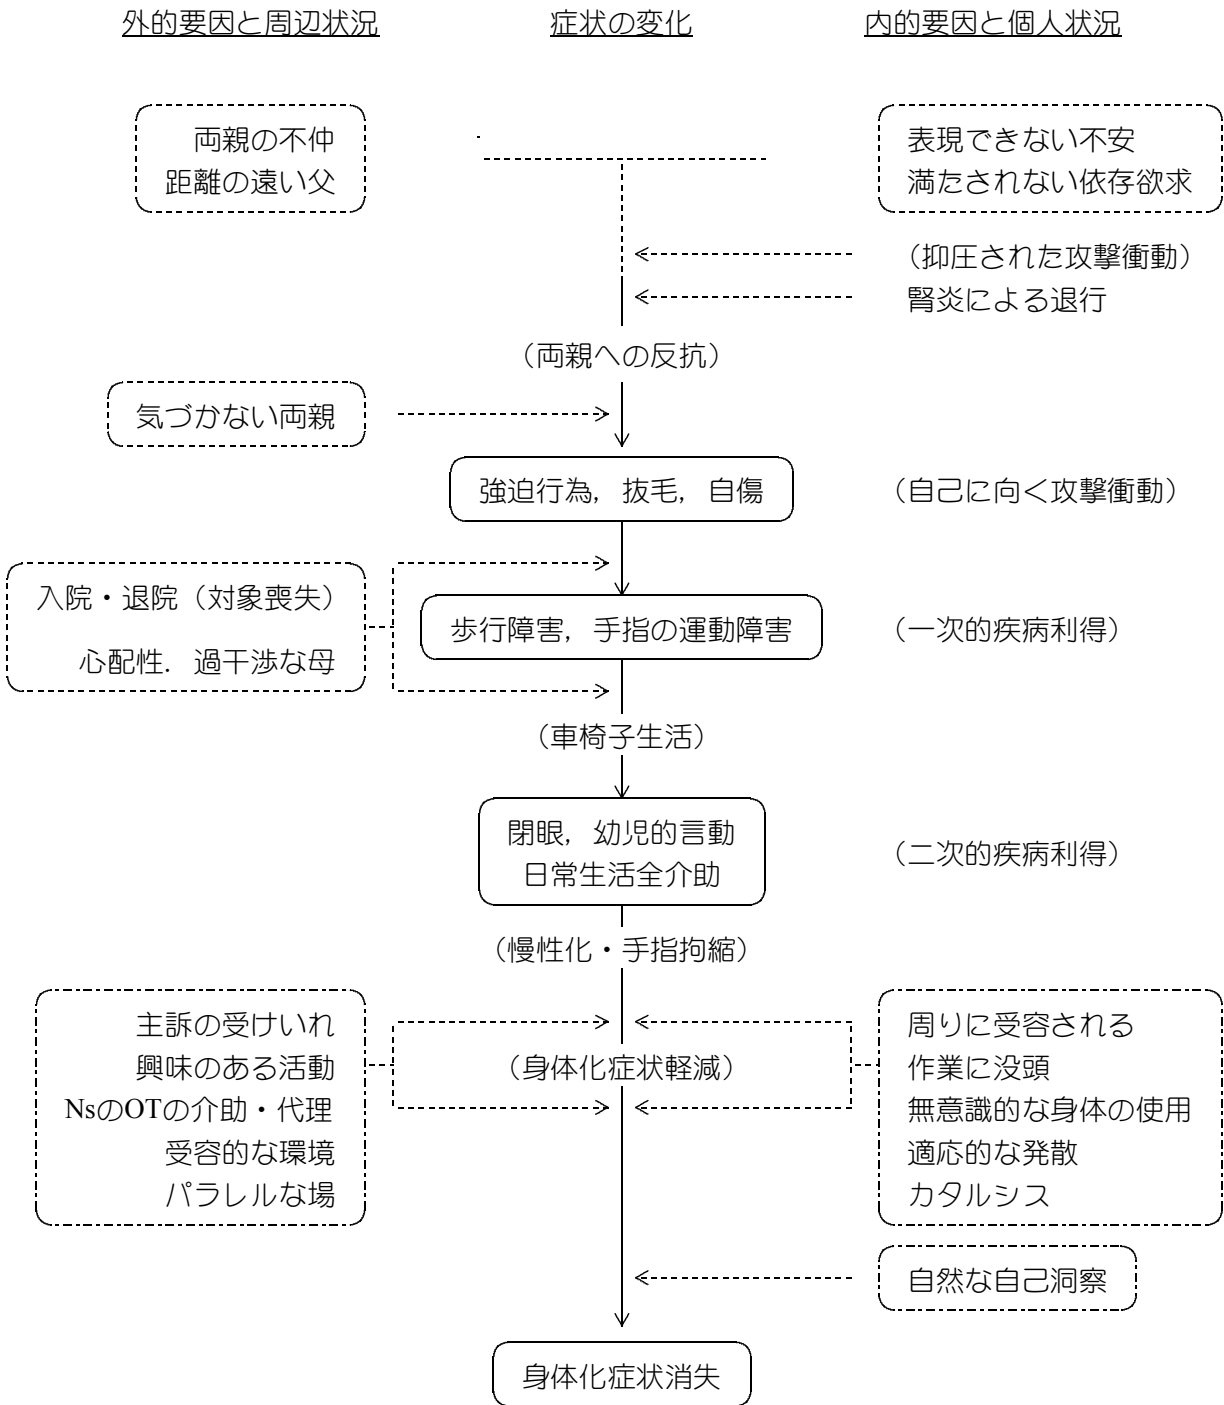 外的要因と周辺状況
症状の変化
内的要因と個人状況
両親の不仲
距離の遠い父
表現できない不安
満たされない依存欲求
（抑圧された攻撃衝動）
腎炎による退行
（両親への反抗）
気づかない両親
強迫行為，抜毛，自傷
（自己に向く攻撃衝動）
入院・退院（対象喪失）
心配性．過干渉な母
歩行障害，手指の運動障害
（一次的疾病利得）
（車椅子生活）
閉眼，幼児的言動
日常生活全介助
（二次的疾病利得）
（慢性化・手指拘縮）
主訴の受けいれ
興味のある活動
NsのOTの介助・代理
受容的な環境
パラレルな場
（身体化症状軽減）
周りに受容される
作業に没頭
無意識的な身体の使用
適応的な発散
カタルシス
自然な自己洞察
身体化症状消失